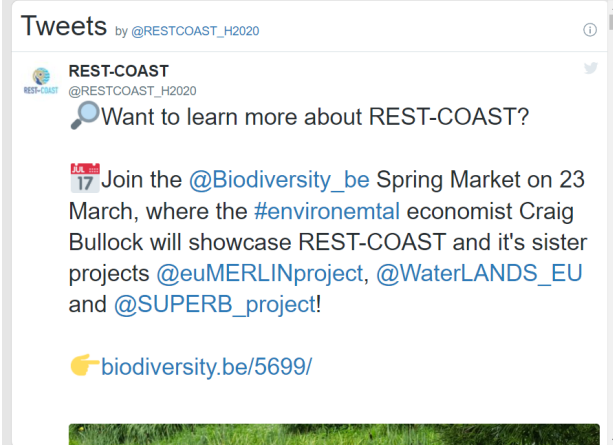 Tweets by @RESTCOAST_H2020
REST-COAST
REST-COAST @RESTCOAST_H2020
🔎Want to learn more about REST-COAST?
📅Join the @Biodiversity_be Spring Market on 23
March, where the #environemtal economist Craig
Bullock will showcase REST-COAST and it's sister
projects @euMERLINproject, @WaterLANDS_EU
and @SUPERB_project!
👉biodiversity.be/5699/